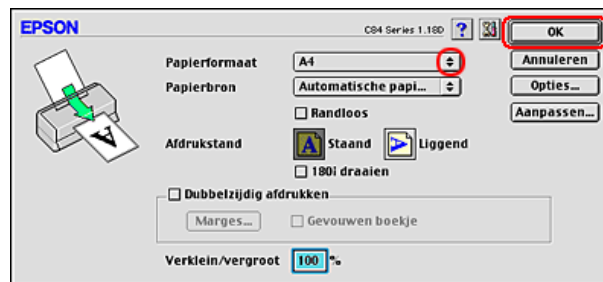 EPSON
C84 Series 1.18D
?
OK
Papierformaat
A4
Annuleren
Papierbron
Automatische papi...
Opties...
Randloos
Aanpassen...
Afdrukstand
A Staand
A Liggend
180i draaien
Dubbelzijdig afdrukken
Marges...
Gevouwen boekje
Verklein/vergroot
100 %
A